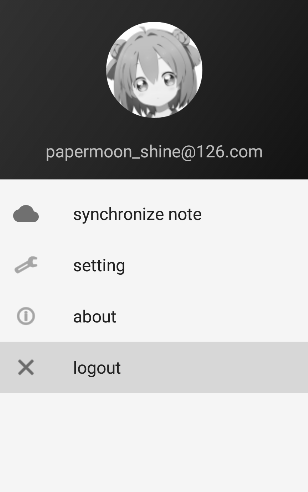 papermoon_shine@126.com
synchronize note
setting
about
logout